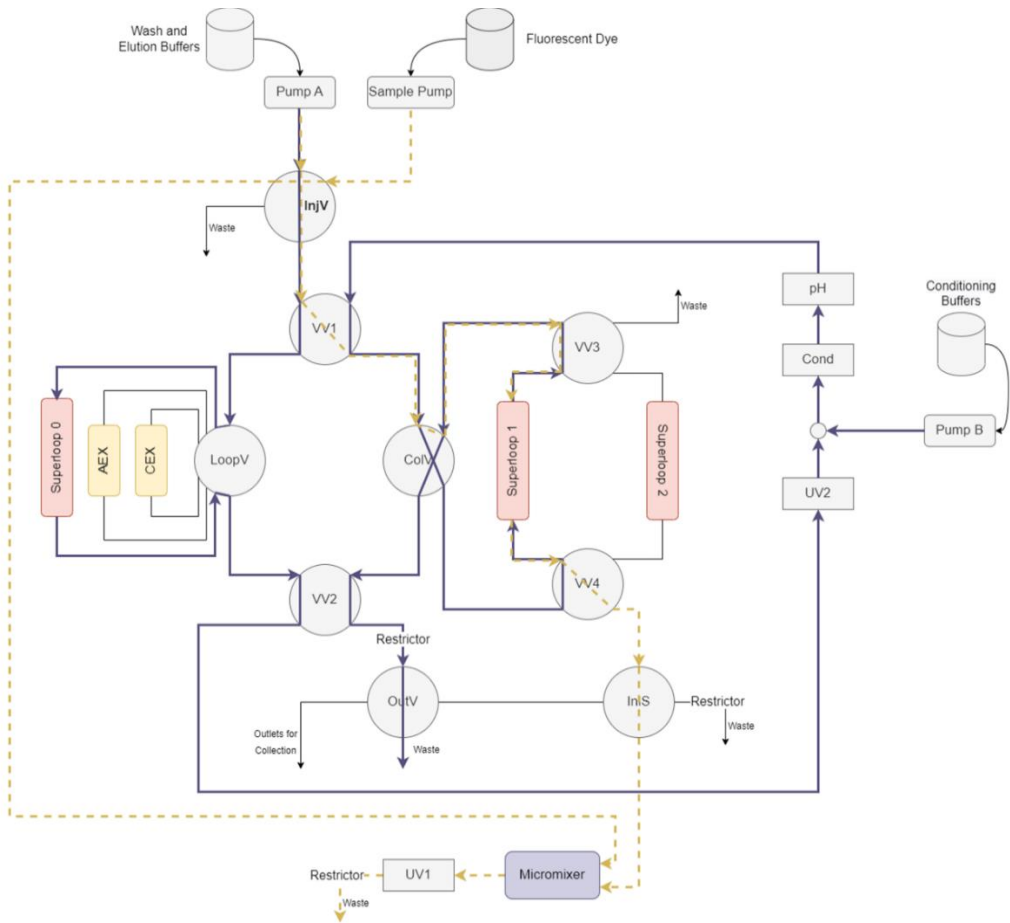 Wash and
Elution Buffers
Fluorescent Dye
Pump A
Sample Pump
InjV
Waste
pH
Conditioning
Buffers
Waste
VV1
VV3
Cond
Pump B
Superloop 0
AEX
CEX
LoopV
ColV
Superloop 1
Superloop 2
UV2
VV2
VV4
Restrictor
OutV
InlS
Restrictor
Outlets for
Collection
Waste
Waste
Restrictor
UV1
Micromixer
Waste